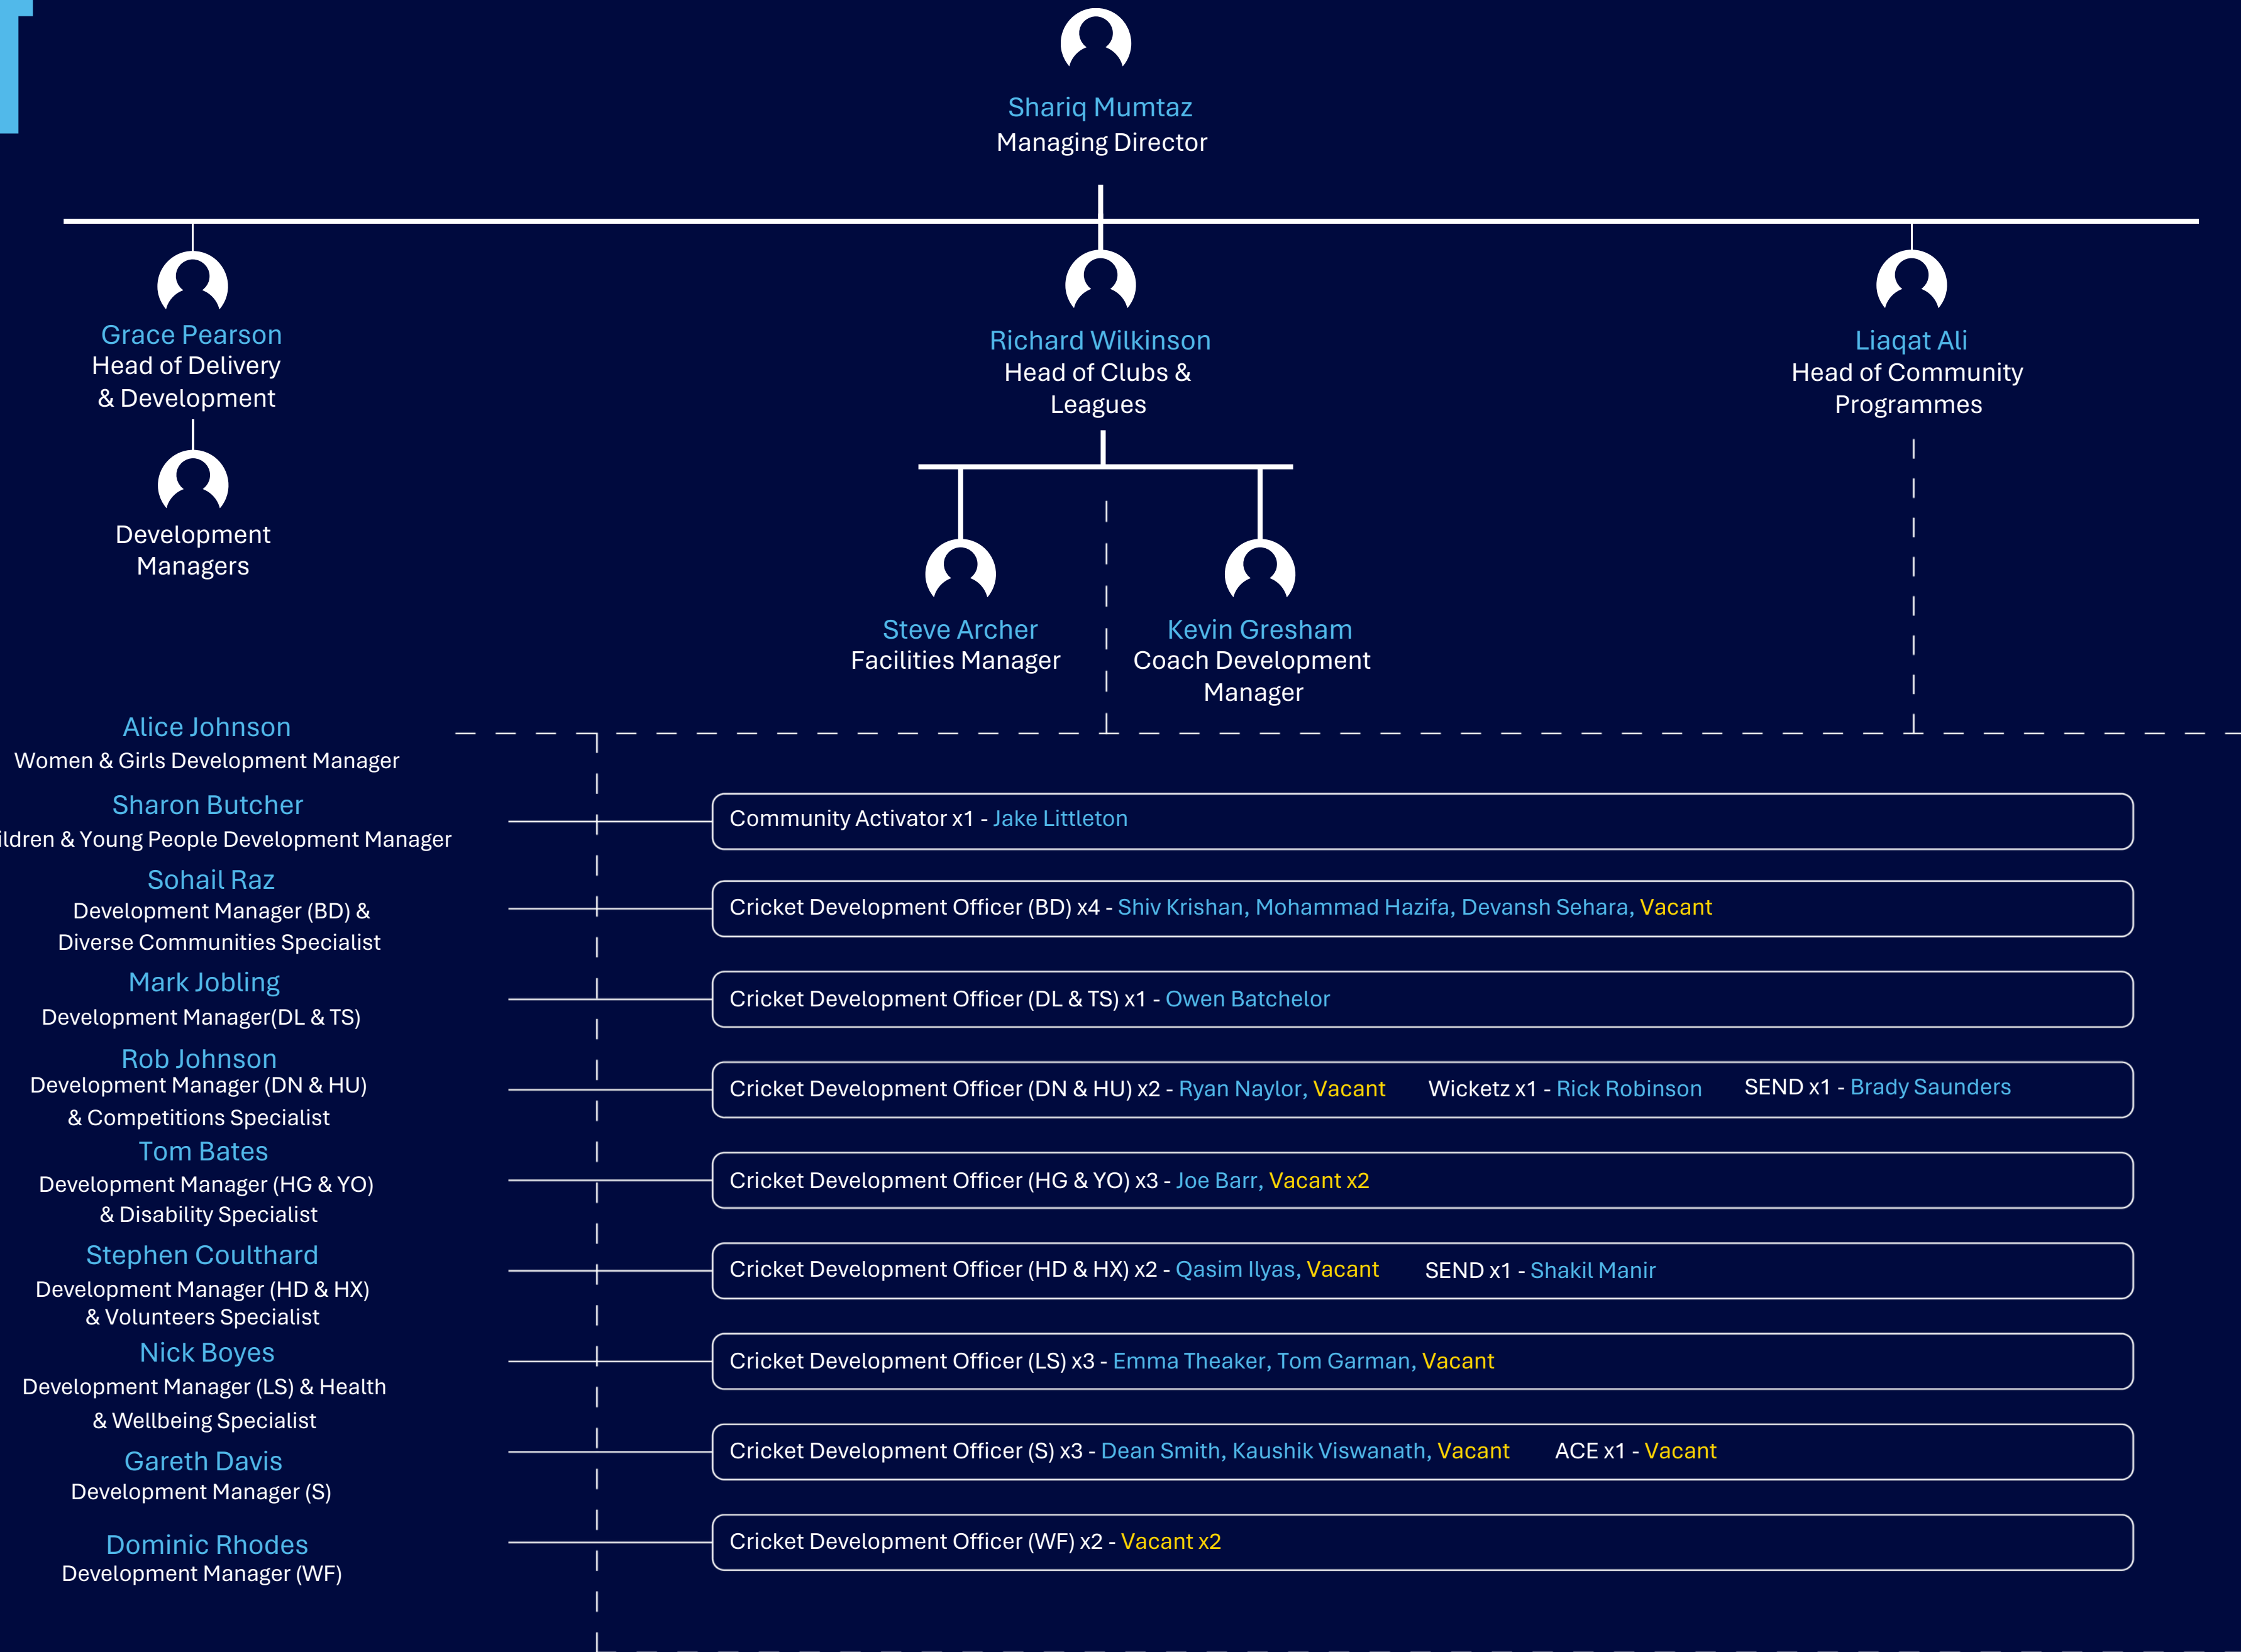 Shariq Mumtaz
Managing Director
Grace Pearson
Head of Delivery
& Development
Richard Wilkinson
Head of Clubs &
Leagues
Liaqat Ali
Head of Community
Programmes
Development
Managers
Steve Archer
Facilities Manager
Kevin Gresham
Coach Development
Manager
Alice Johnson
Women & Girls Development Manager
Sharon Butcher
ildren & Young People Development Manager
Community Activator x1 - Jake Littleton
Sohail Raz
Development Manager (BD) &
Diverse Communities Specialist
Cricket Development Officer (BD) x4 - Shiv Krishan, Mohammad Hazifa, Devansh Sehara, Vacant
Mark Jobling
Development Manager(DL & TS)
Cricket Development Officer (DL & TS) x1 - Owen Batchelor
Rob Johnson
Development Manager (DN & HU)
& Competitions Specialist
Cricket Development Officer (DN & HU) x2 - Ryan Naylor, Vacant Wicketz x1 - Rick Robinson SEND x1 - Brady Saunders
Tom Bates
Development Manager (HG & YO)
& Disability Specialist
Cricket Development Officer (HG & YO) x3 - Joe Barr, Vacant x2
Stephen Coulthard
Development Manager (HD & HX)
& Volunteers Specialist
Cricket Development Officer (HD & HX) x2 - Qasim Ilyas, Vacant SEND x1 - Shakil Manir
Nick Boyes
Development Manager (LS) & Health
& Wellbeing Specialist
Cricket Development Officer (LS) x3 - Emma Theaker, Tom Garman, Vacant
Gareth Davis
Development Manager (S)
Cricket Development Officer (S) x3 - Dean Smith, Kaushik Viswanath, Vacant ACE x1 - Vacant
Dominic Rhodes
Development Manager (WF)
Cricket Development Officer (WF) x2 - Vacant x2